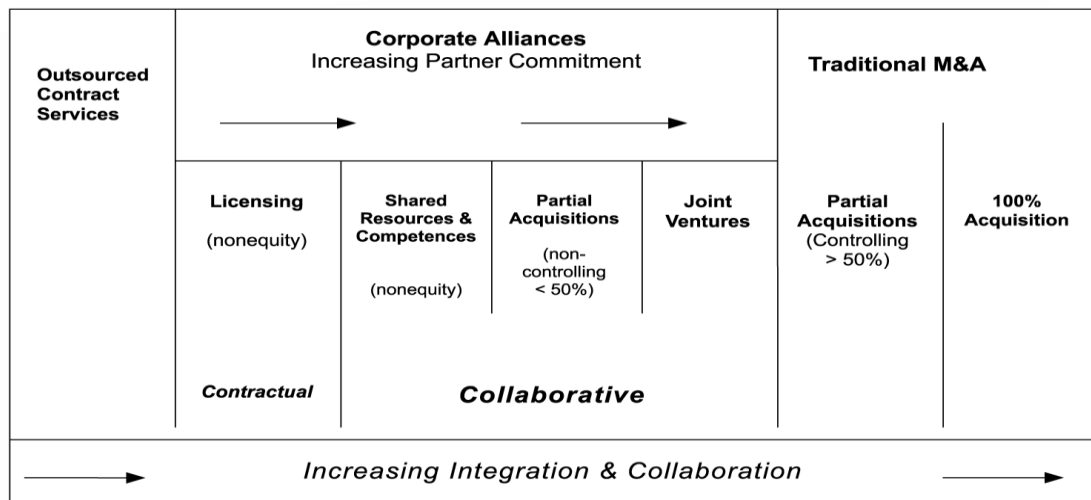 Outsourced
Contract
Services
Corporate Alliances
Increasing Partner Commitment
Traditional M&A
Licensing
(nonequity)
Shared
Resources &
Competences
(nonequity)
Partial
Acquisitions
(non-
controlling
< 50%)
Joint
Ventures
Partial
Acquisitions
(Controlling
> 50%)
100%
Acquisition
Contractual
Collaborative
Increasing Integration & Collaboration